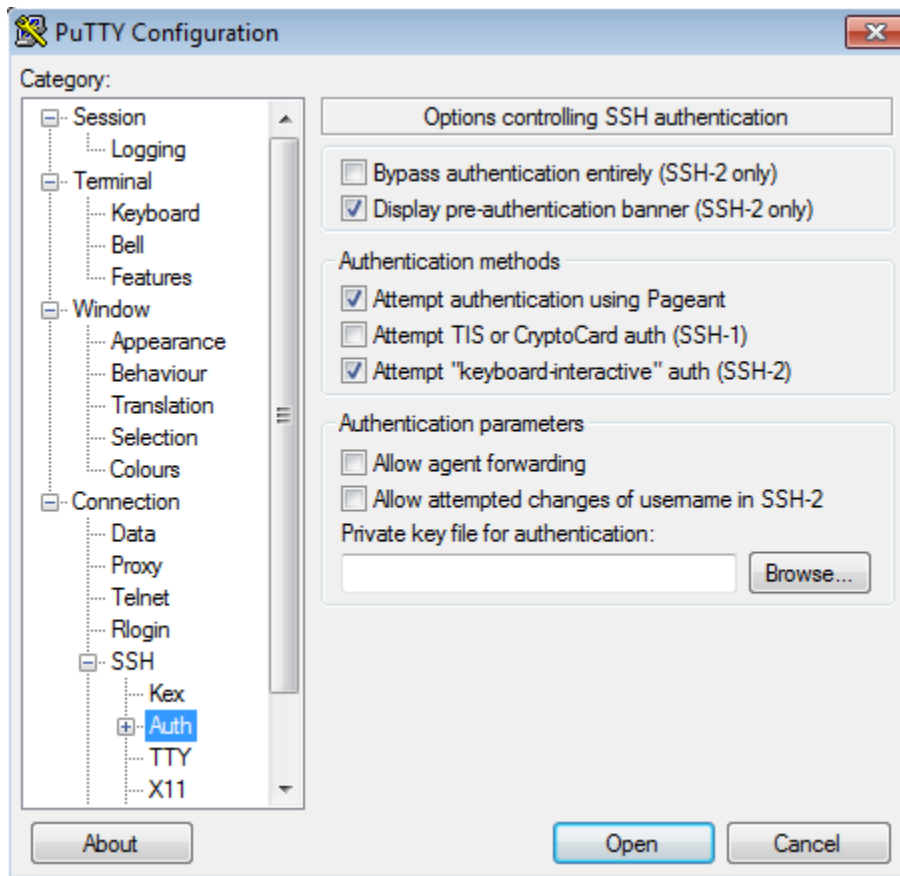 PuTTY Configuration
Category:
Session
Logging
Terminal
Keyboard
Bell
Features
Window
Appearance
Behaviour
Translation
Selection
Colours
Connection
Data
Proxy
Telnet
Rlogin
SSH
Kex
Auth
TTY
X11
Options controlling SSH authentication
Bypass authentication entirely (SSH-2 only)
Display pre-authentication banner (SSH-2 only)
Authentication methods
Attempt authentication using Pageant
Attempt TIS or CryptoCard auth (SSH-1)
Attempt "keyboard-interactive" auth (SSH-2)
Authentication parameters
Allow agent forwarding
Allow attempted changes of username in SSH-2
Private key file for authentication:
Browse...
About
Open
Cancel